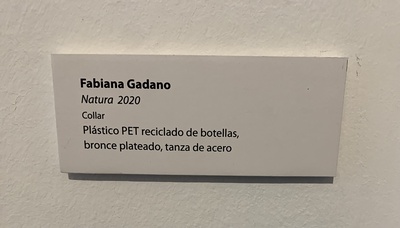 Fabiana Gadano
Natura 2020
Collar
Plástico PET reciclado de botellas,
bronce plateado, tanza de acero